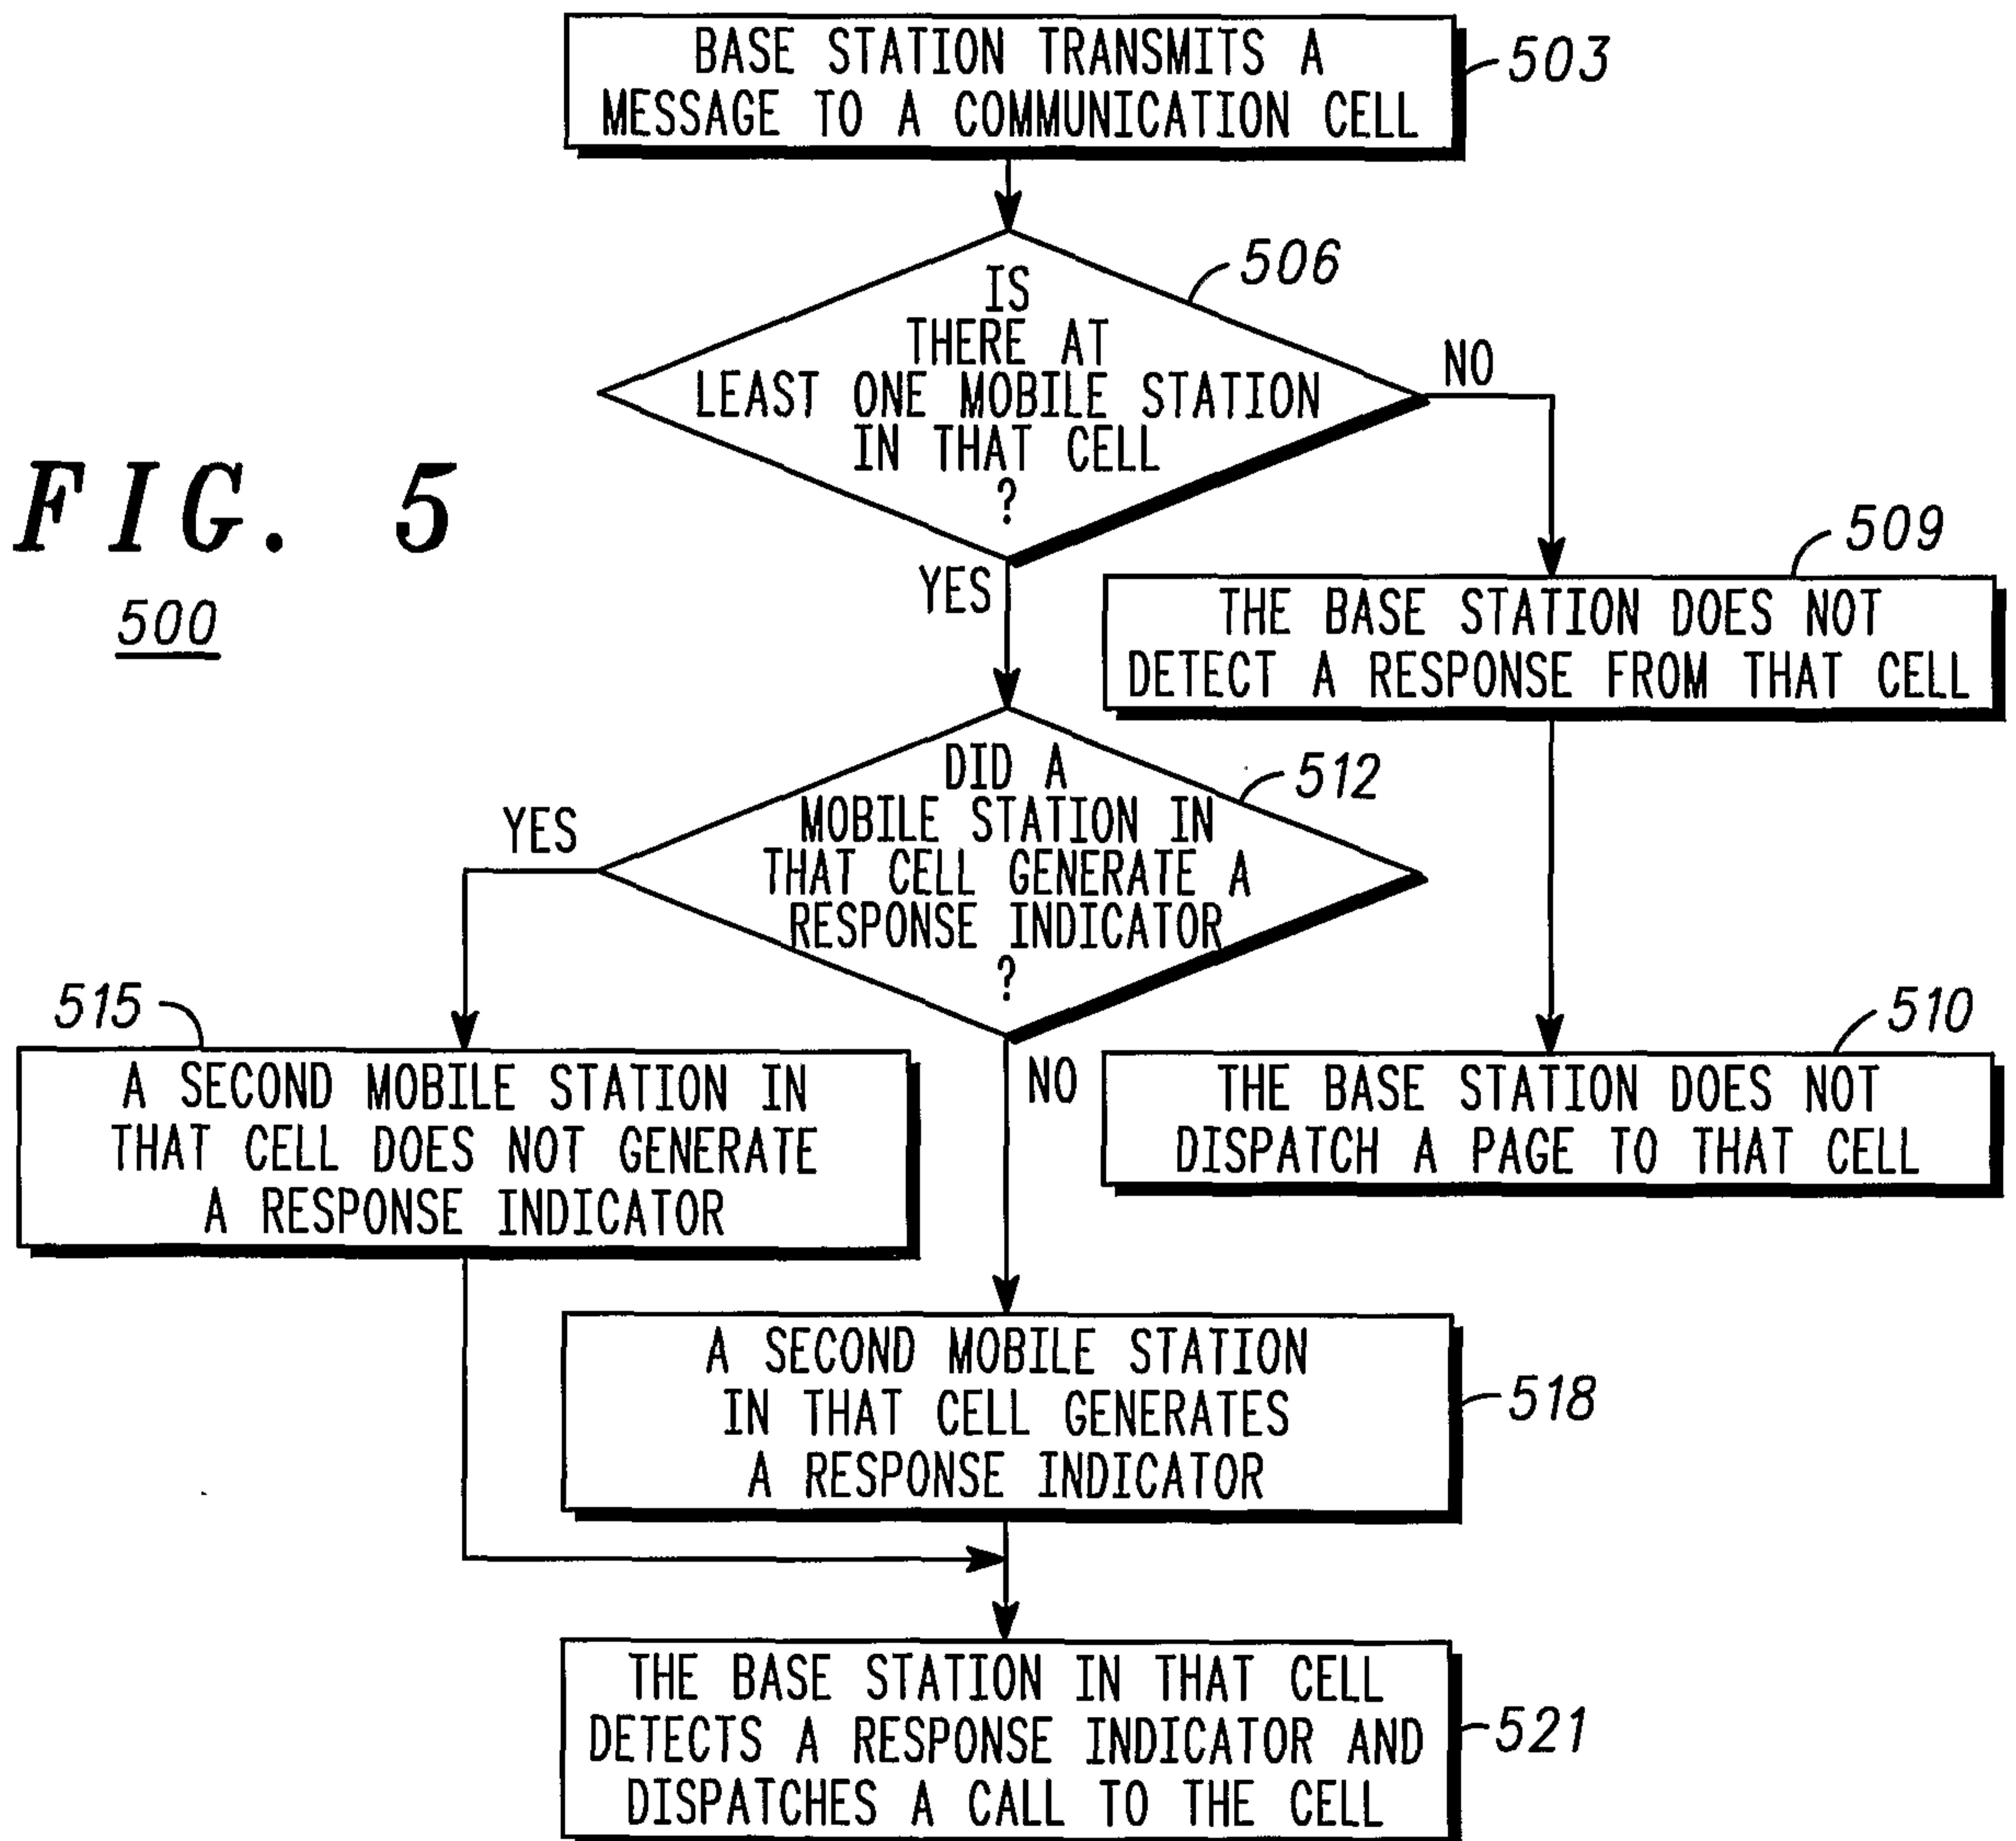 BASE STATION TRANSMITS A
MESSAGE TO A COMMUNICATION CELL
503
506
IS
THERE AT
LEAST ONE MOBILE STATION
IN THAT CELL
?
NO
YES
FIG. 5
500
509
THE BASE STATION DOES NOT
DETECT A RESPONSE FROM THAT CELL
512
DID A
MOBILE STATION IN
THAT CELL GENERATE A
RESPONSE INDICATOR
?
YES
NO
515
A SECOND MOBILE STATION IN
THAT CELL DOES NOT GENERATE
A RESPONSE INDICATOR
510
THE BASE STATION DOES NOT
DISPATCH A PAGE TO THAT CELL
A SECOND MOBILE STATION
IN THAT CELL GENERATES
A RESPONSE INDICATOR
518
THE BASE STATION IN THAT CELL
DETECTS A RESPONSE INDICATOR AND
DISPATCHES A CALL TO THE CELL
521